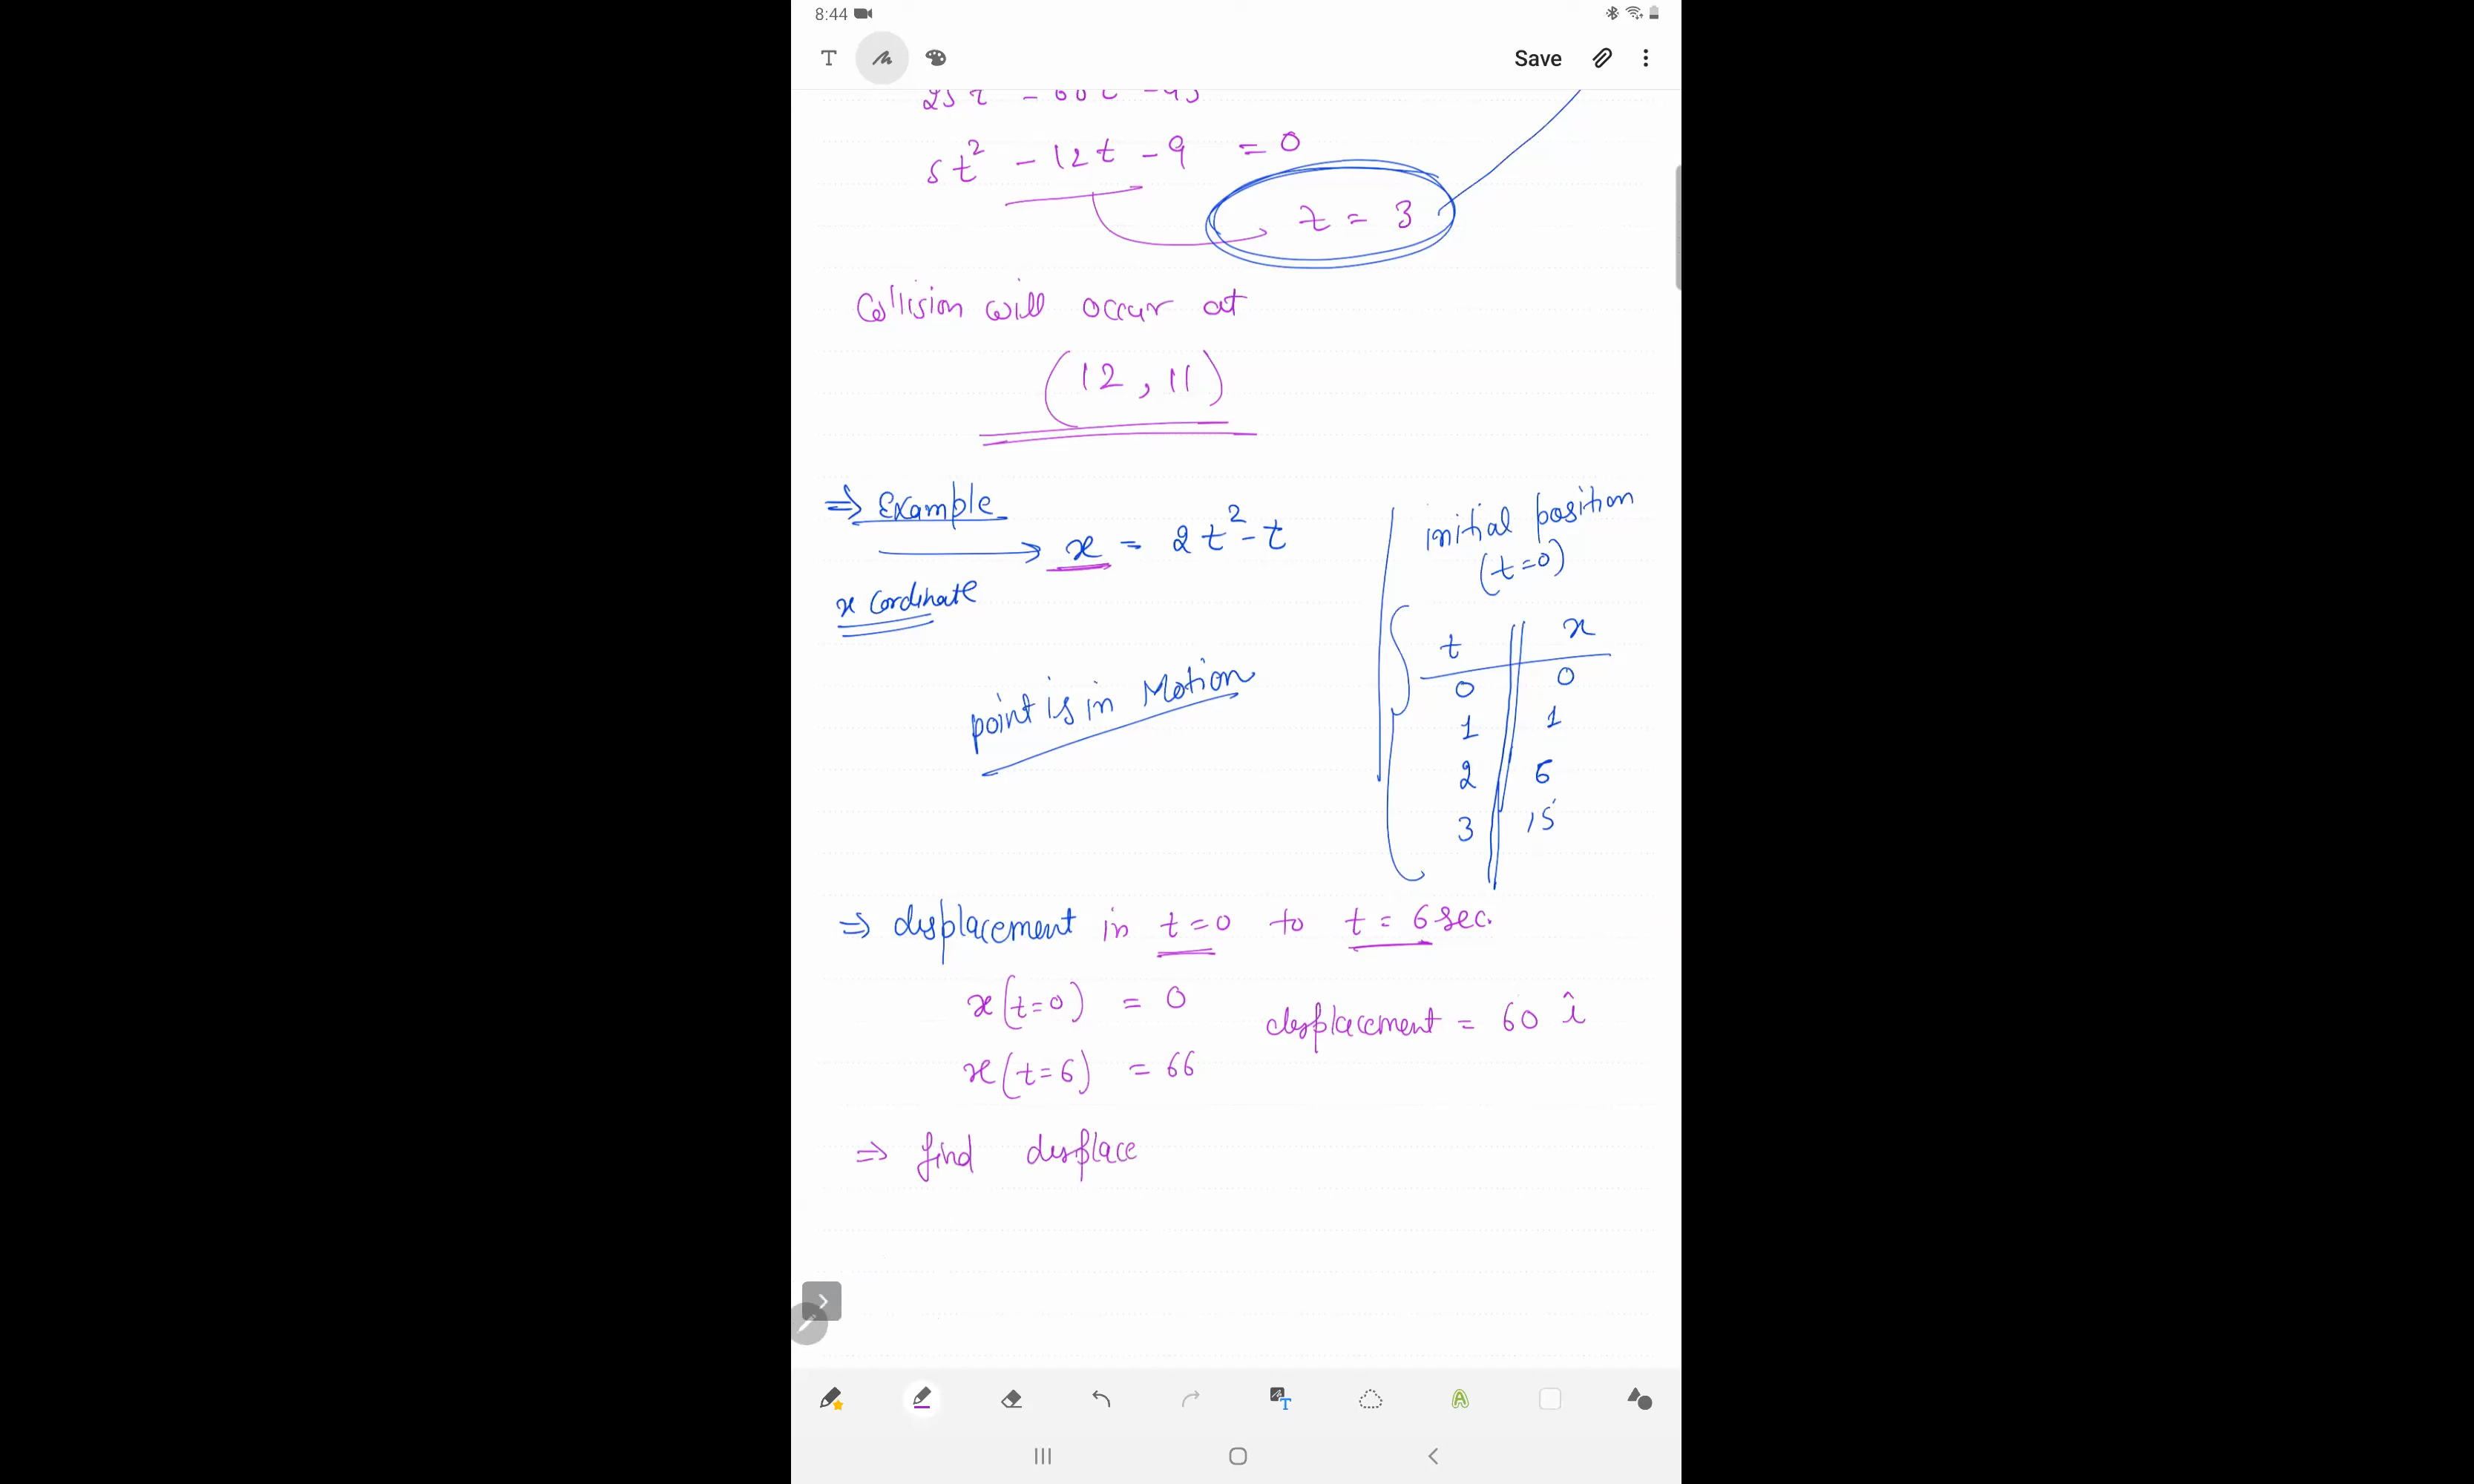 8:44
T
Save
5t² - 12t - 9 = 0
t = 3
Collision will occur at
(12, 11)
⇒ Example
x = 2t² - t
x Cordinate
point is in Motion
initial position
(t=0)
t x
0 0
1 1
2 6
3 15
⇒ displacement in t=0 to t = 6 sec.
x(t=0) = 0
displacement = 60 î
x(t=6) = 66
⇒ find displace